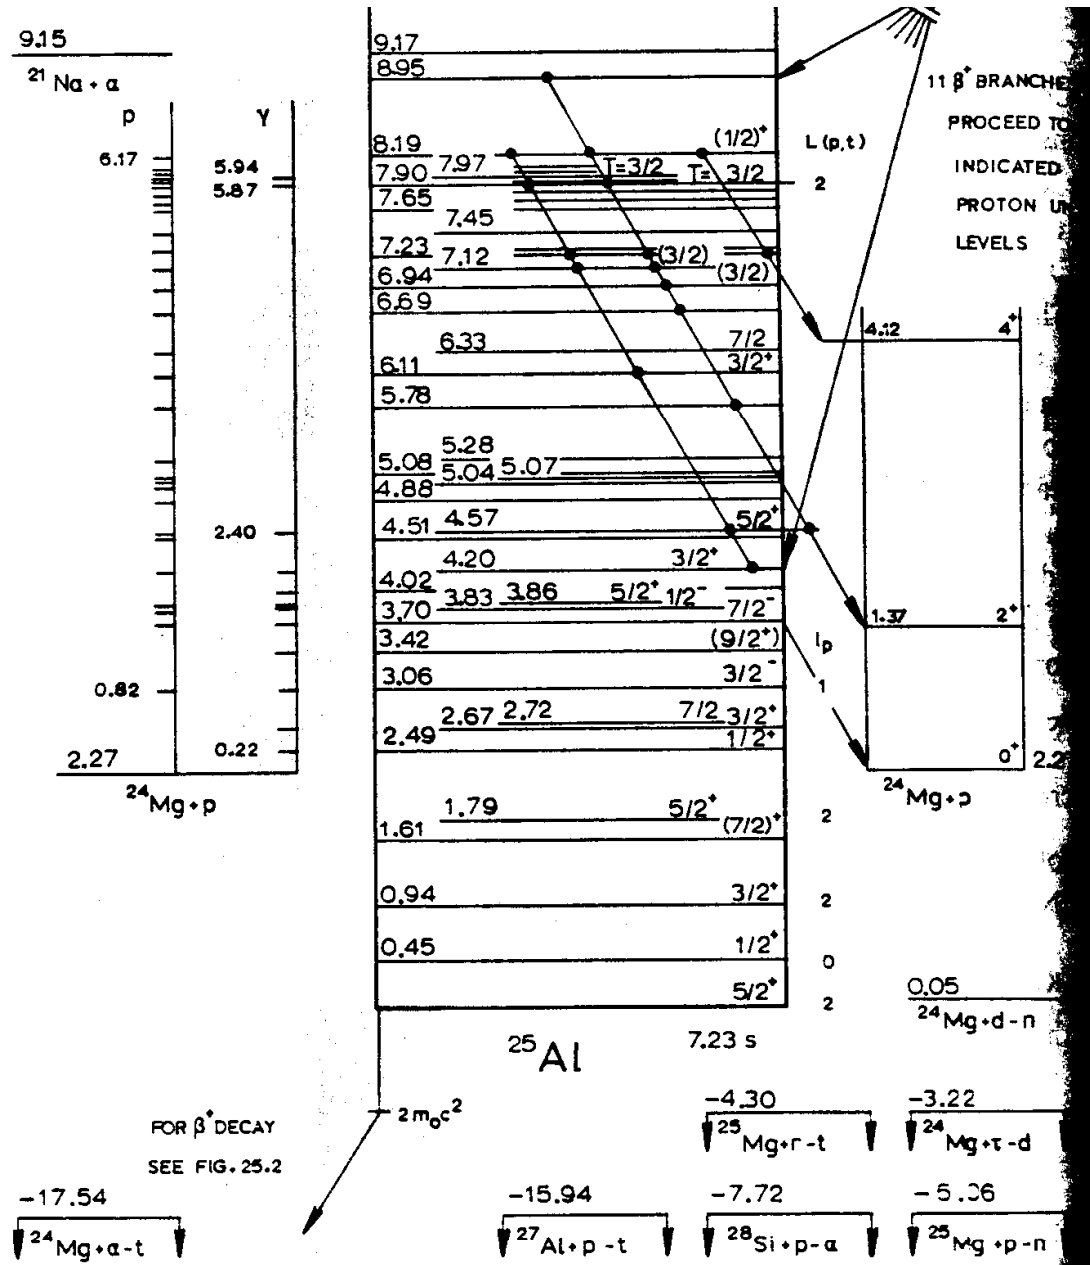 9.15
²¹Na+α
p
γ
6.17
5.94
5.87
2.40
0.82
0.22
2.27
²⁴Mg+p
9.17
8.95
8.19 (1/2)⁺
7.97 T=3/2 T= 3/2
7.90
7.65
7.45
7.23
7.12 (3/2)
6.94 (3/2)
6.69
6.33 7/2
6.11 3/2⁺
5.78
5.28
5.08 5.04 5.07
4.88
4.51 4.57 5/2⁺
4.20 3/2⁺
4.02
3.83 3.86 5/2⁺ 1/2⁻
3.70 7/2⁻
3.42 (9/2⁺)
3.06 3/2⁻
2.67 2.72 7/2 3/2⁺
2.49 1/2⁺
1.79 5/2⁺
1.61 (7/2)⁺
0.94 3/2⁺
0.45 1/2⁺
5/2⁺
²⁵Al 7.23 s
L(p,t)
2
lₚ
1
2
2
0
2
11 β⁺ BRANCHE
PROCEED TO
INDICATED
PROTON
LEVELS
4.12 4⁺
1.37 2⁺
0⁺ 2.2
²⁴Mg+p
0.05
²⁴Mg+d-n
2m₀c²
FOR β⁺ DECAY
SEE FIG. 25.2
-4.30
²⁵Mg+τ-t
-3.22
²⁴Mg+τ-d
-17.54
²⁴Mg+α-t
-15.94
²⁷Al+p-t
-7.72
²⁸Si+p-α
²⁵Mg+p-n